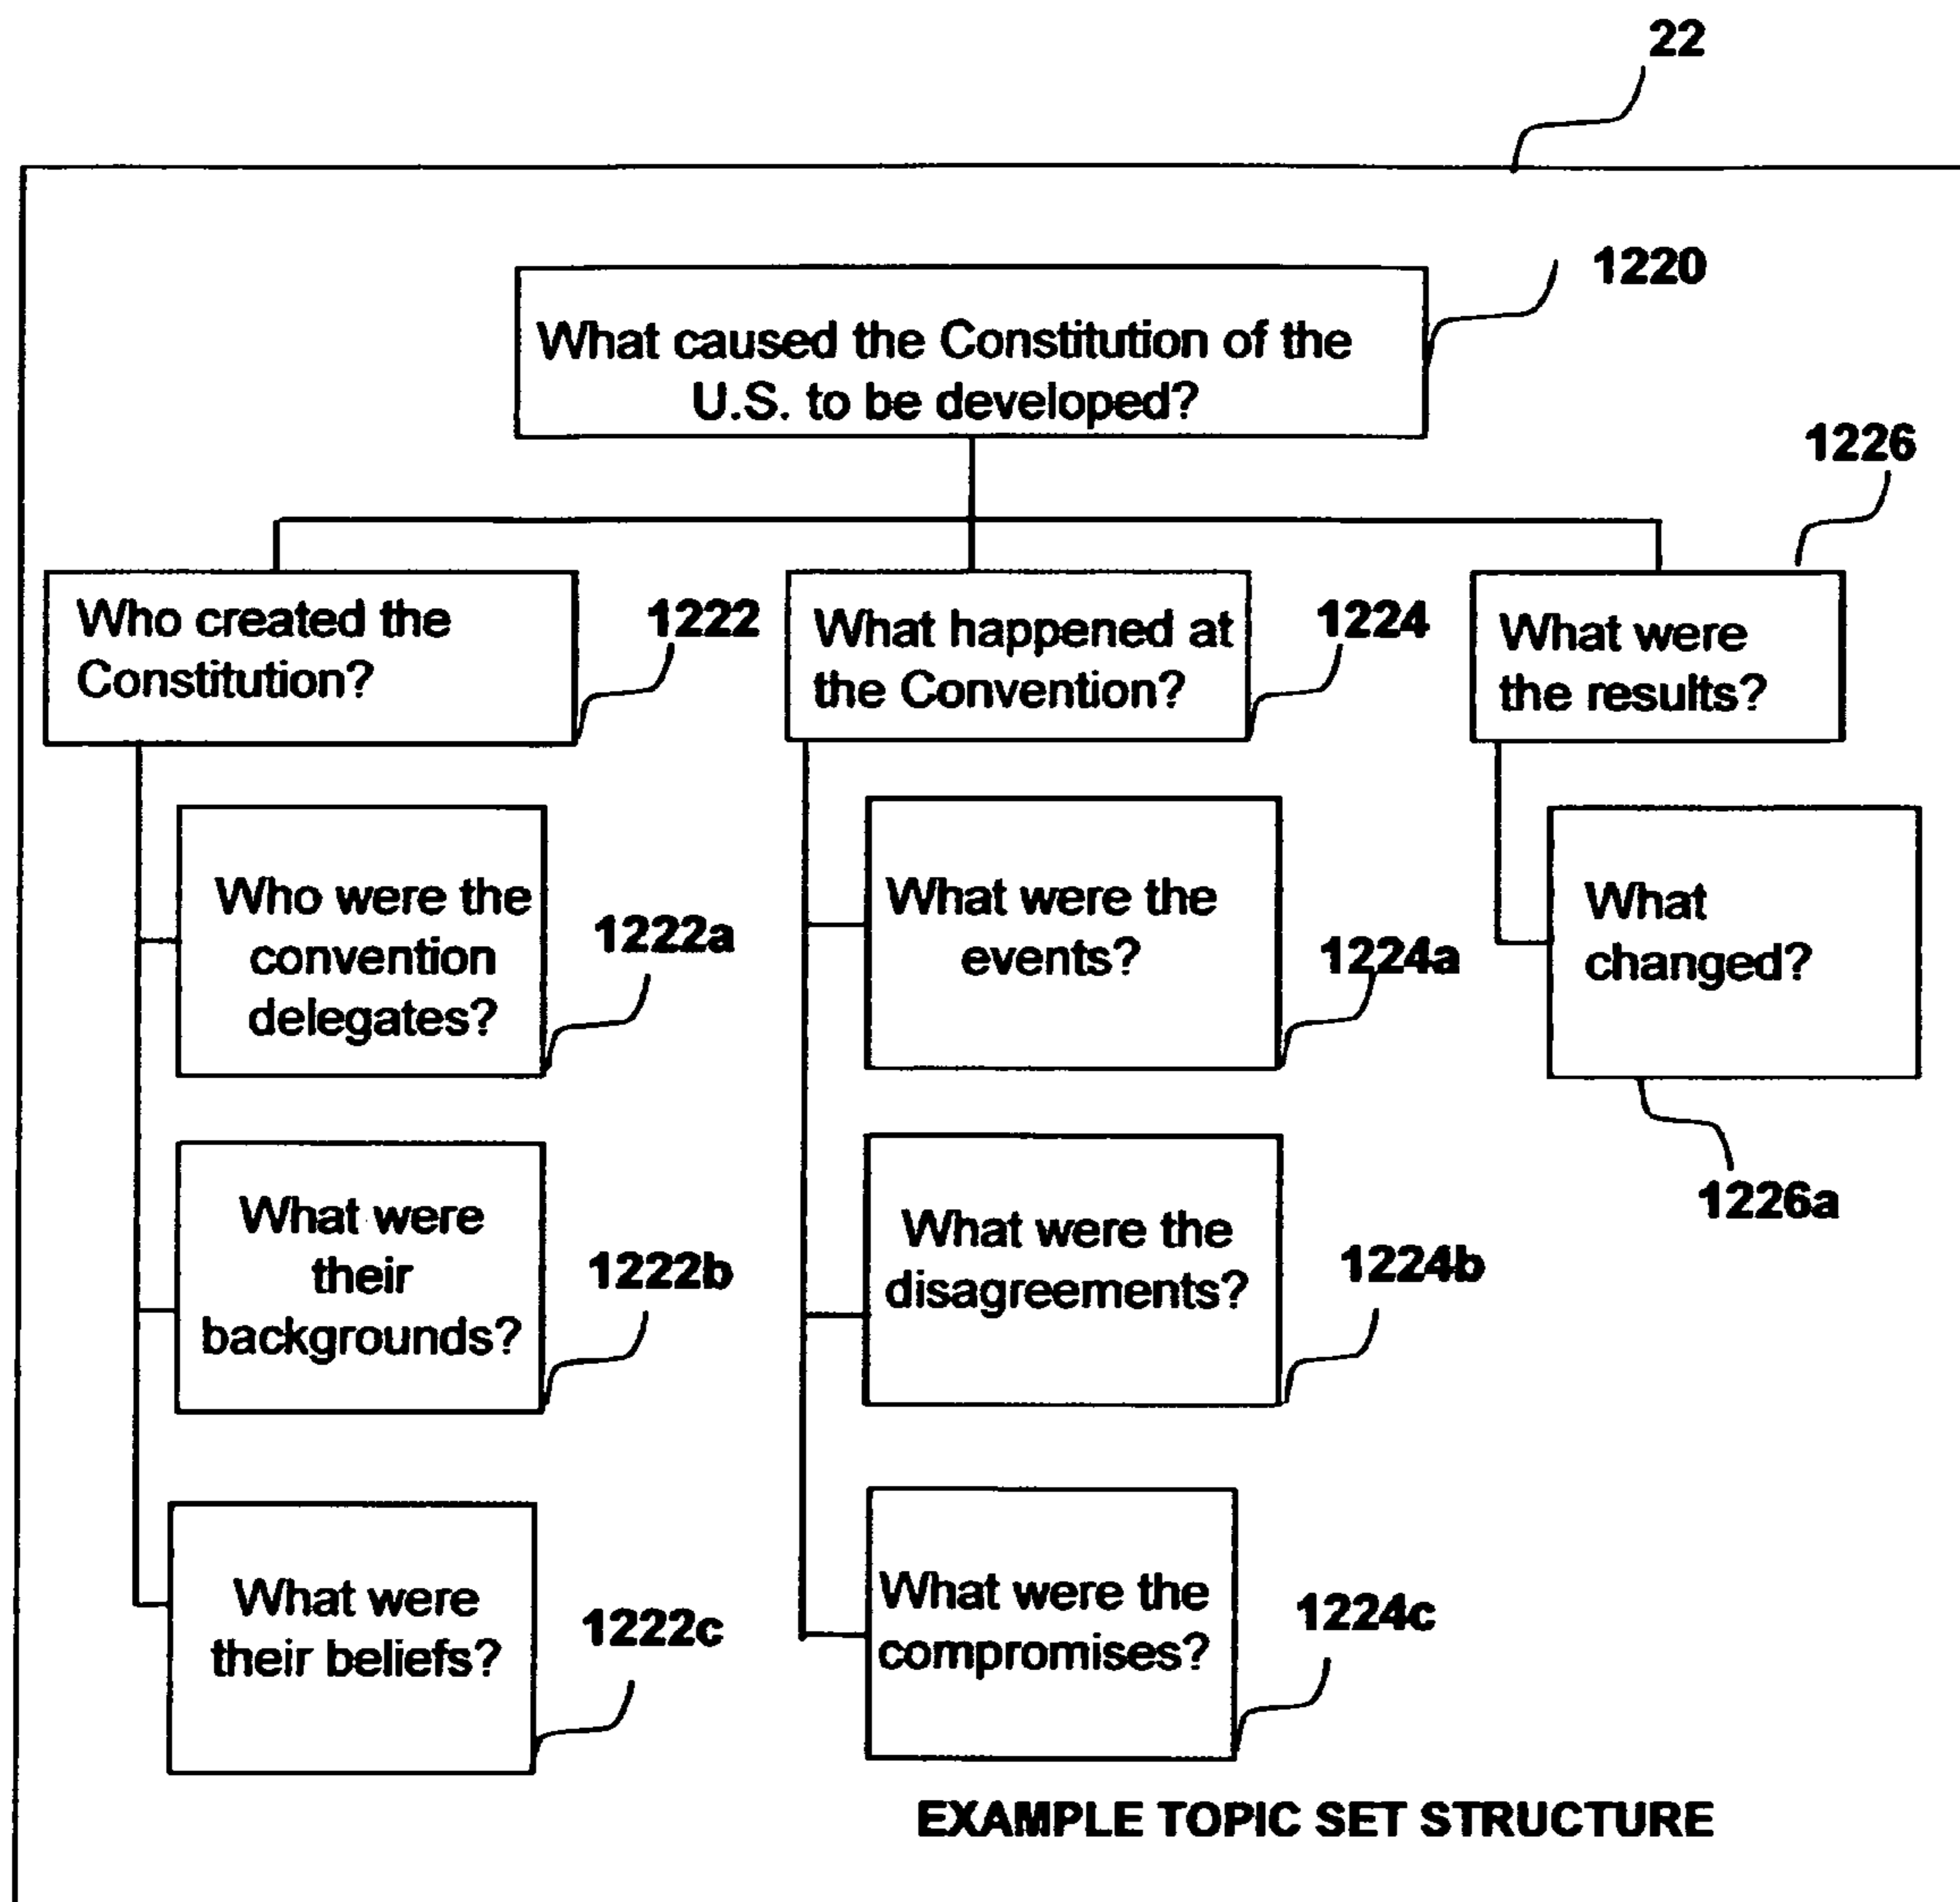 22
1220
What caused the Constitution of the
U.S. to be developed?
1226
Who created the
Constitution?
1222
What happened at
the Convention?
1224
What were
the results?
Who were the
convention
delegates?
1222a
What were the
events?
1224a
What
changed?
1226a
What were
their
backgrounds?
1222b
What were the
disagreements?
1224b
What were
their beliefs?
1222c
What were the
compromises?
1224c
EXAMPLE TOPIC SET STRUCTURE